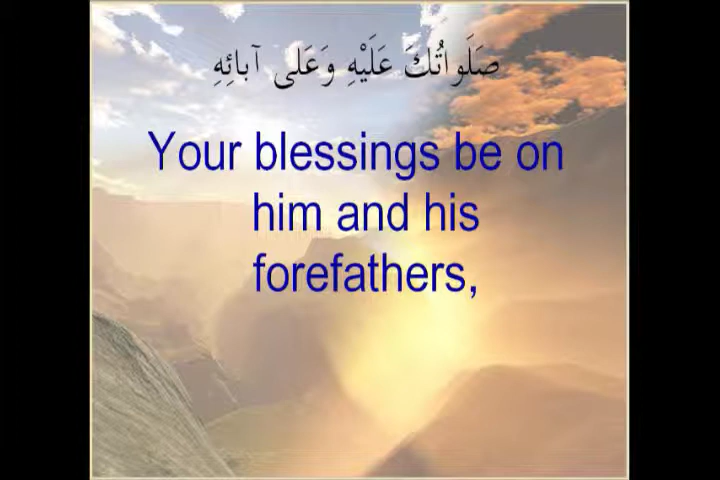 صَلَواتُكَ عَلَيْهِ وَعَلى آبائِهِ
Your blessings be on
him and his
forefathers,